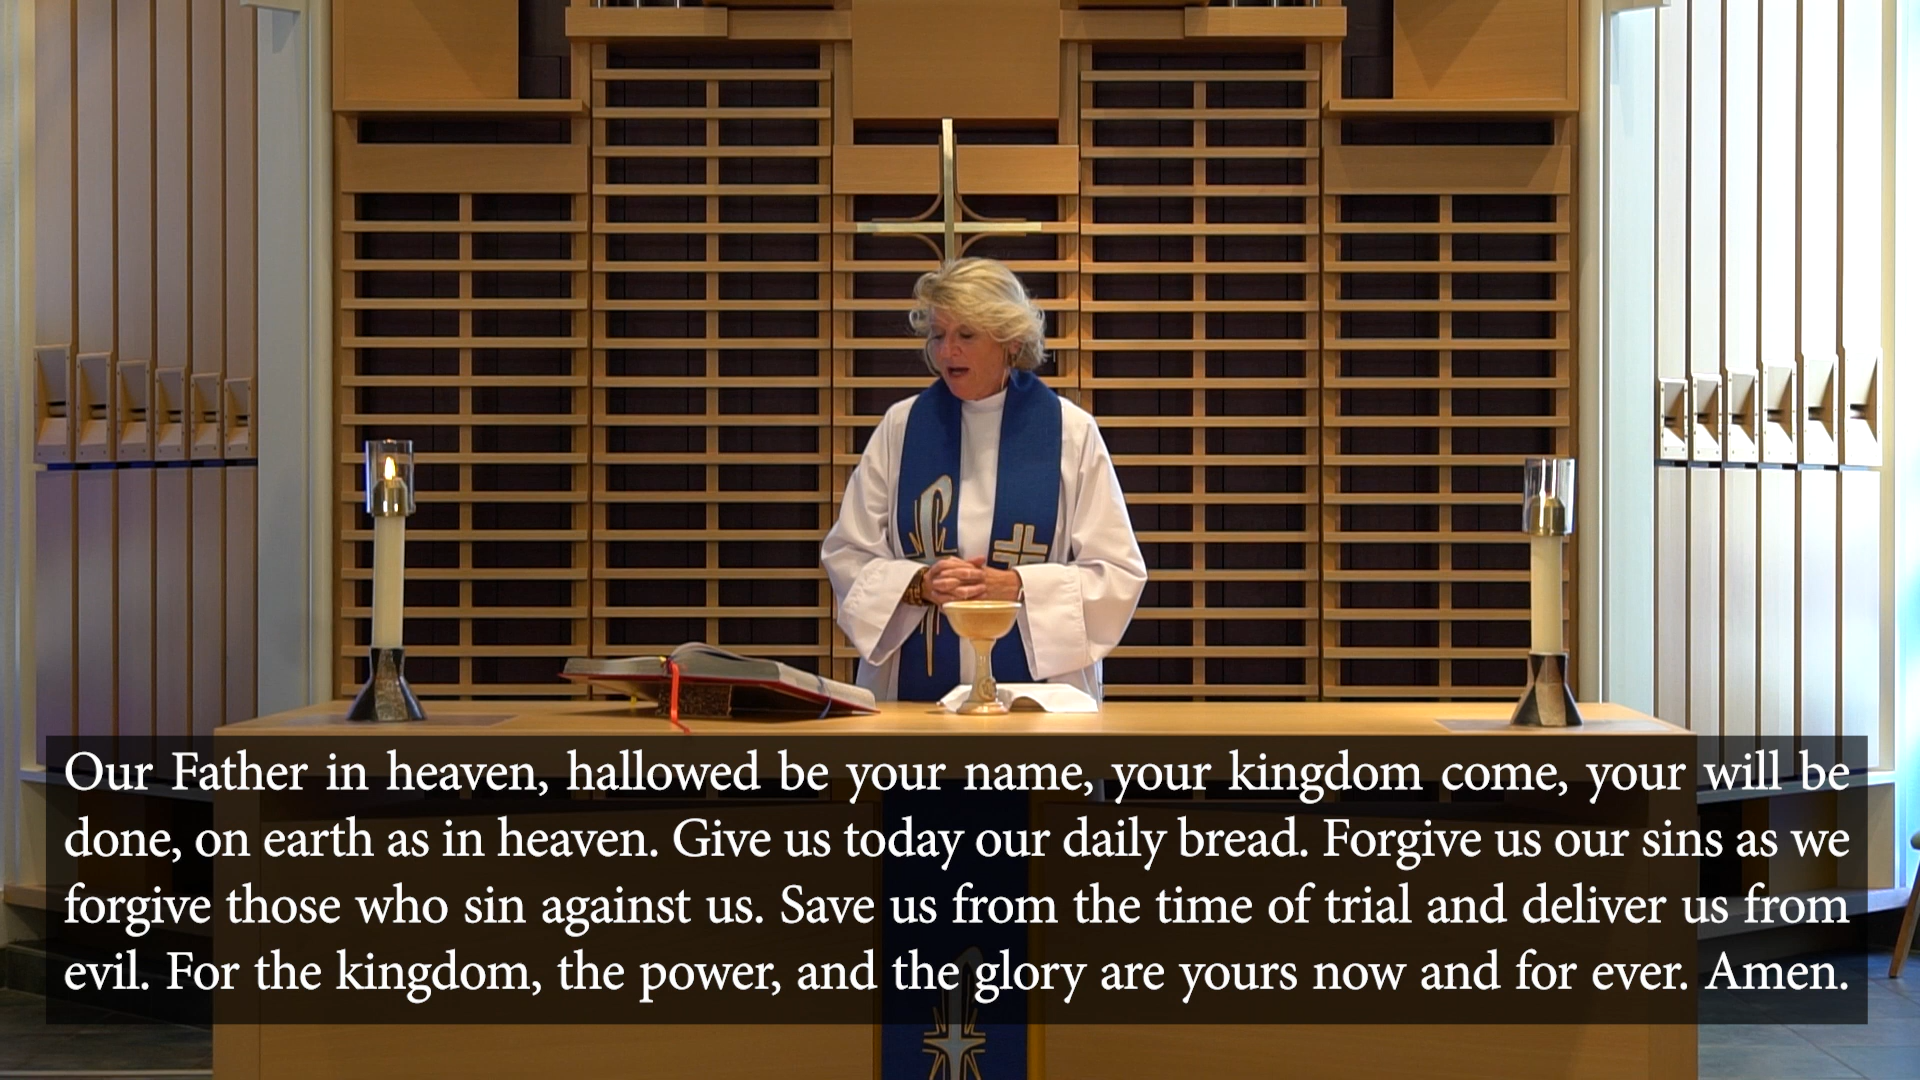 Our Father in heaven, hallowed be your name, your kingdom come, your will be
done, on earth as in heaven. Give us today our daily bread. Forgive us our sins as we
forgive those who sin against us. Save us from the time of trial and deliver us from
evil. For the kingdom, the power, and the glory are yours now and for ever. Amen.